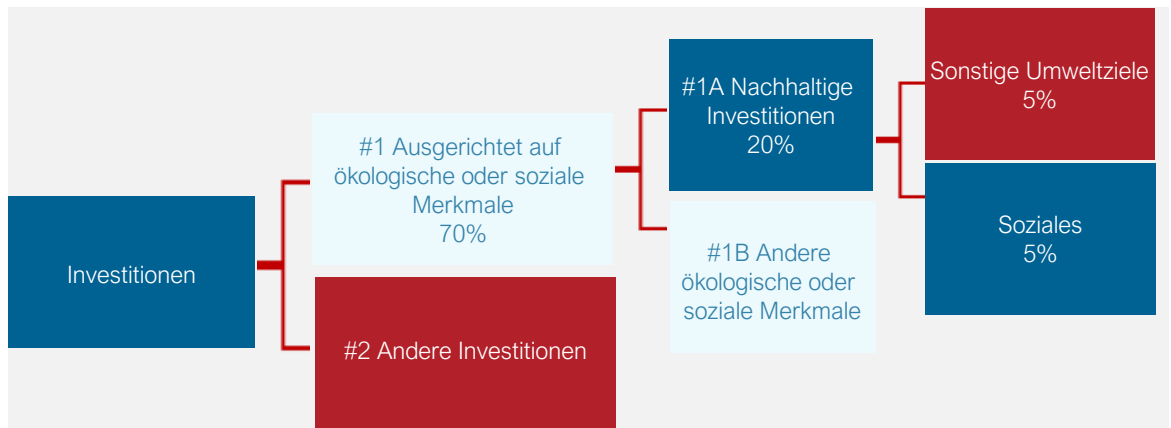 Investitionen
#1 Ausgerichtet auf
ökologische oder soziale
Merkmale
70%
#2 Andere Investitionen
#1A Nachhaltige
Investitionen
20%
#1B Andere
ökologische oder
soziale Merkmale
Sonstige Umweltziele
5%
Soziales
5%